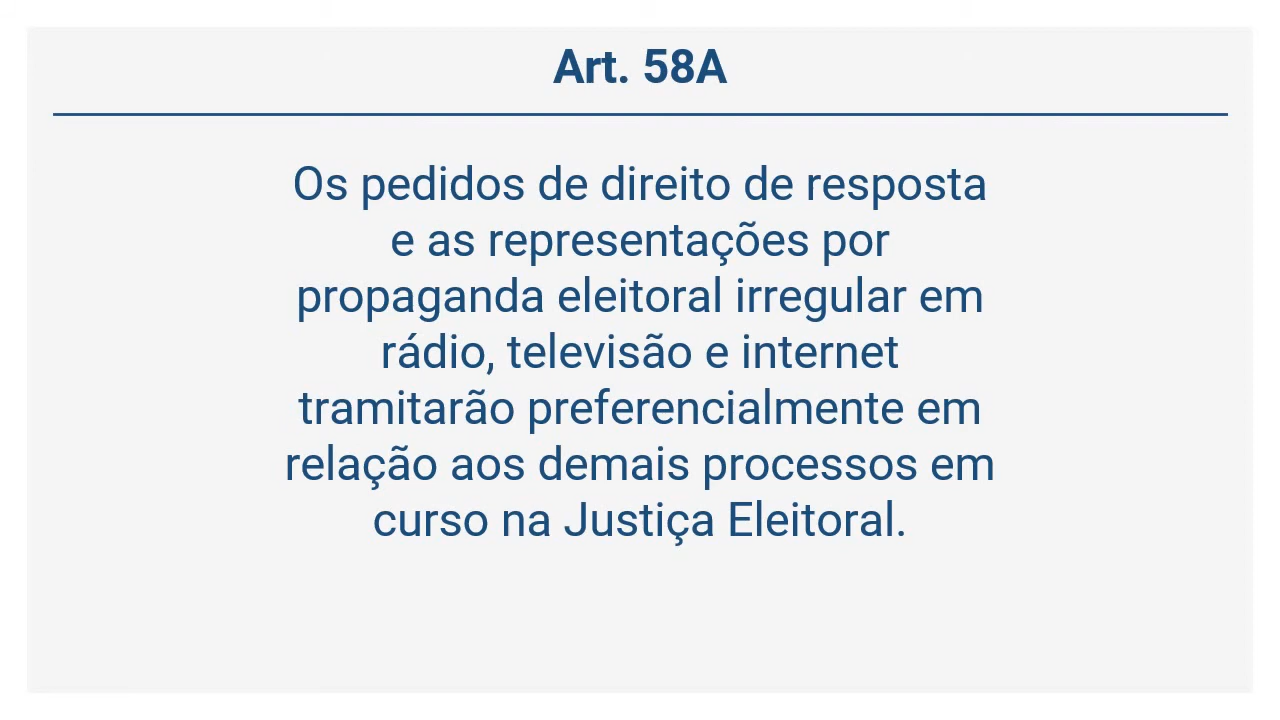 Art. 58A
Os pedidos de direito de resposta
e as representações por
propaganda eleitoral irregular em
rádio, televisão e internet
tramitarão preferencialmente em
relação aos demais processos em
curso na Justiça Eleitoral.